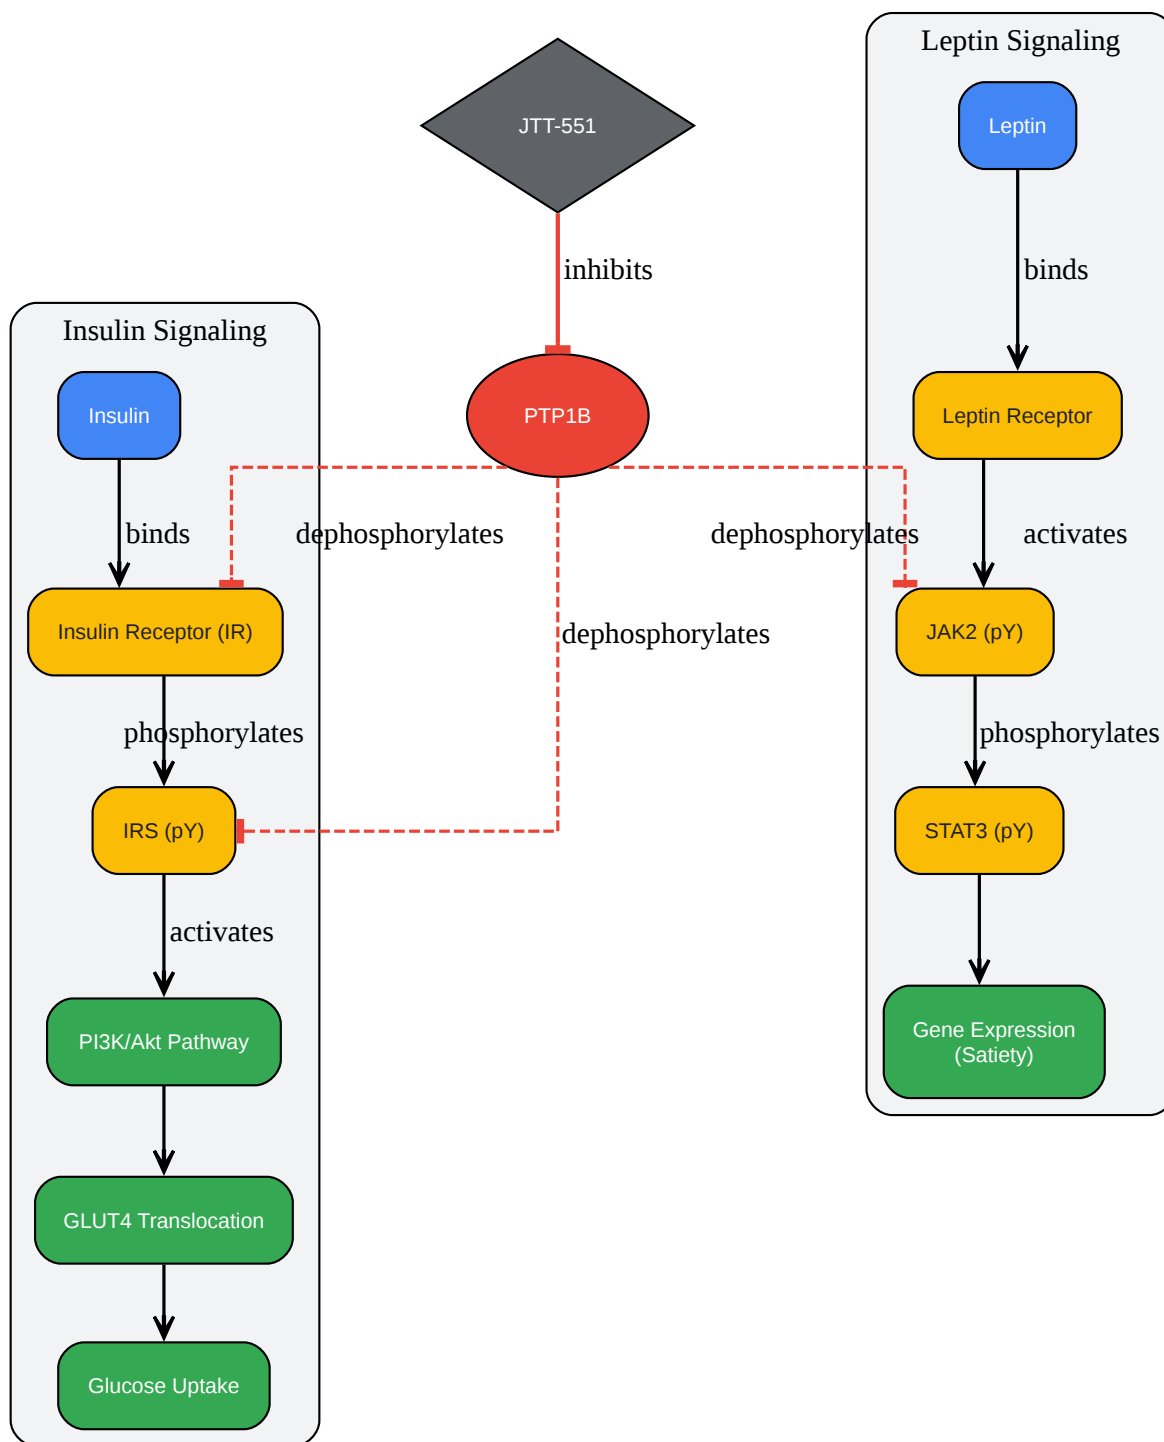 Leptin Signaling
JTT-551
Leptin
inhibits
binds
Insulin Signaling
Insulin
PTP1B
Leptin Receptor
binds
dephosphorylates
dephosphorylates
activates
Insulin Receptor (IR)
dephosphorylates
JAK2 (pY)
phosphorylates
phosphorylates
IRS (pY)
STAT3 (pY)
activates
PI3K/Akt Pathway
Gene Expression
(Satiety)
GLUT4 Translocation
Glucose Uptake